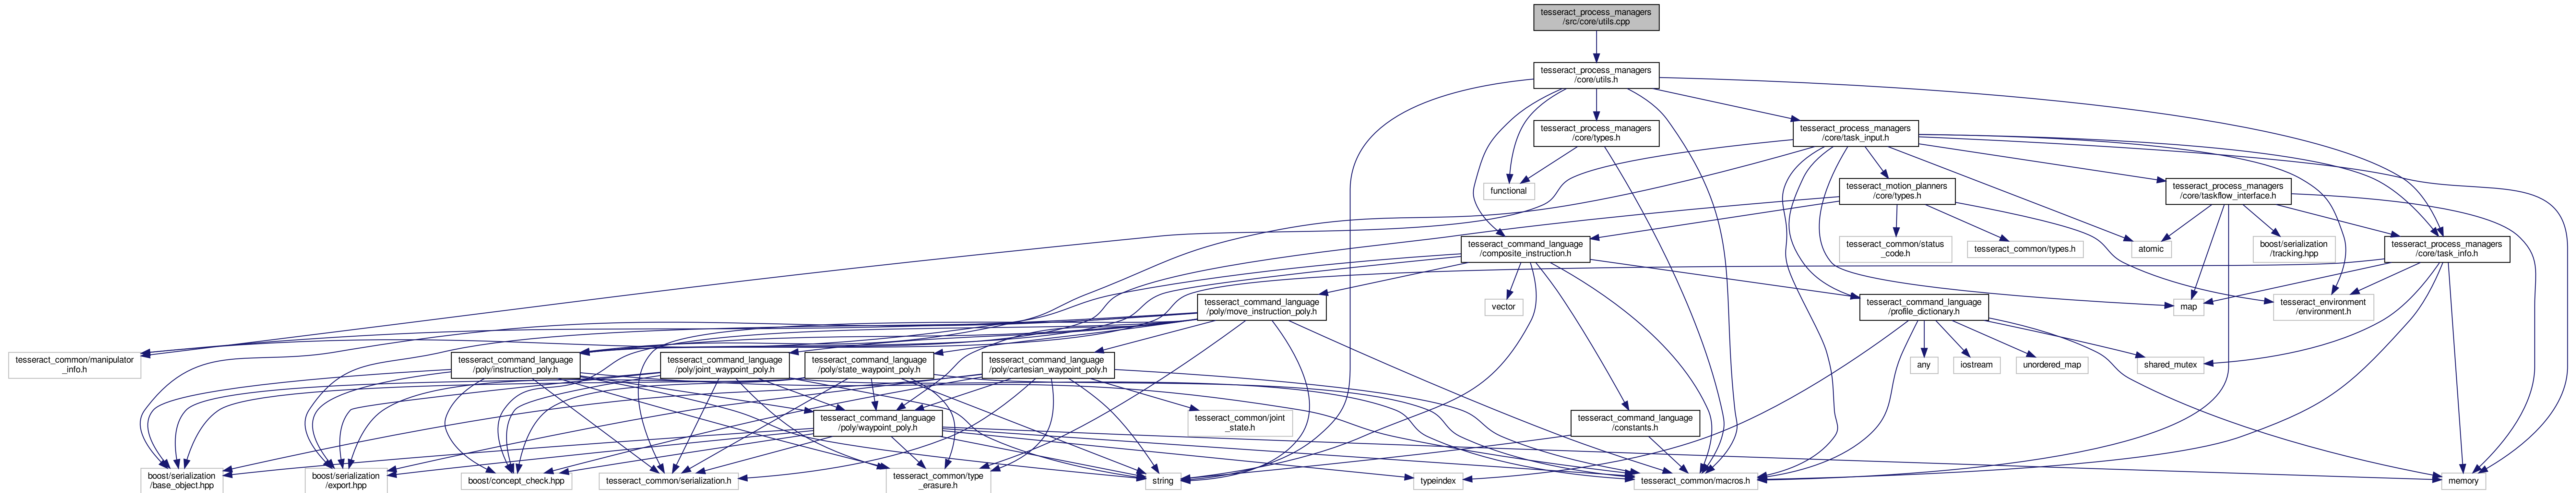 tesseract_process_managers
/src/core/utils.cpp
tesseract_process_managers
/core/utils.h
tesseract_process_managers
/core/types.h
tesseract_process_managers
/core/task_input.h
functional
tesseract_motion_planners
/core/types.h
tesseract_process_managers
/core/taskflow_interface.h
tesseract_command_language
/composite_instruction.h
tesseract_common/status
_code.h
tesseract_common/types.h
atomic
boost/serialization
/tracking.hpp
tesseract_process_managers
/core/task_info.h
tesseract_command_language
/poly/move_instruction_poly.h
vector
tesseract_command_language
/profile_dictionary.h
map
tesseract_environment
/environment.h
tesseract_common/manipulator
_info.h
tesseract_command_language
/poly/instruction_poly.h
tesseract_command_language
/poly/joint_waypoint_poly.h
tesseract_command_language
/poly/state_waypoint_poly.h
tesseract_command_language
/poly/cartesian_waypoint_poly.h
any
iostream
unordered_map
shared_mutex
tesseract_command_language
/poly/waypoint_poly.h
tesseract_common/joint
_state.h
tesseract_command_language
/constants.h
boost/serialization
/base_object.hpp
boost/serialization
/export.hpp
boost/concept_check.hpp
tesseract_common/serialization.h
tesseract_common/type
_erasure.h
string
typeindex
tesseract_common/macros.h
memory